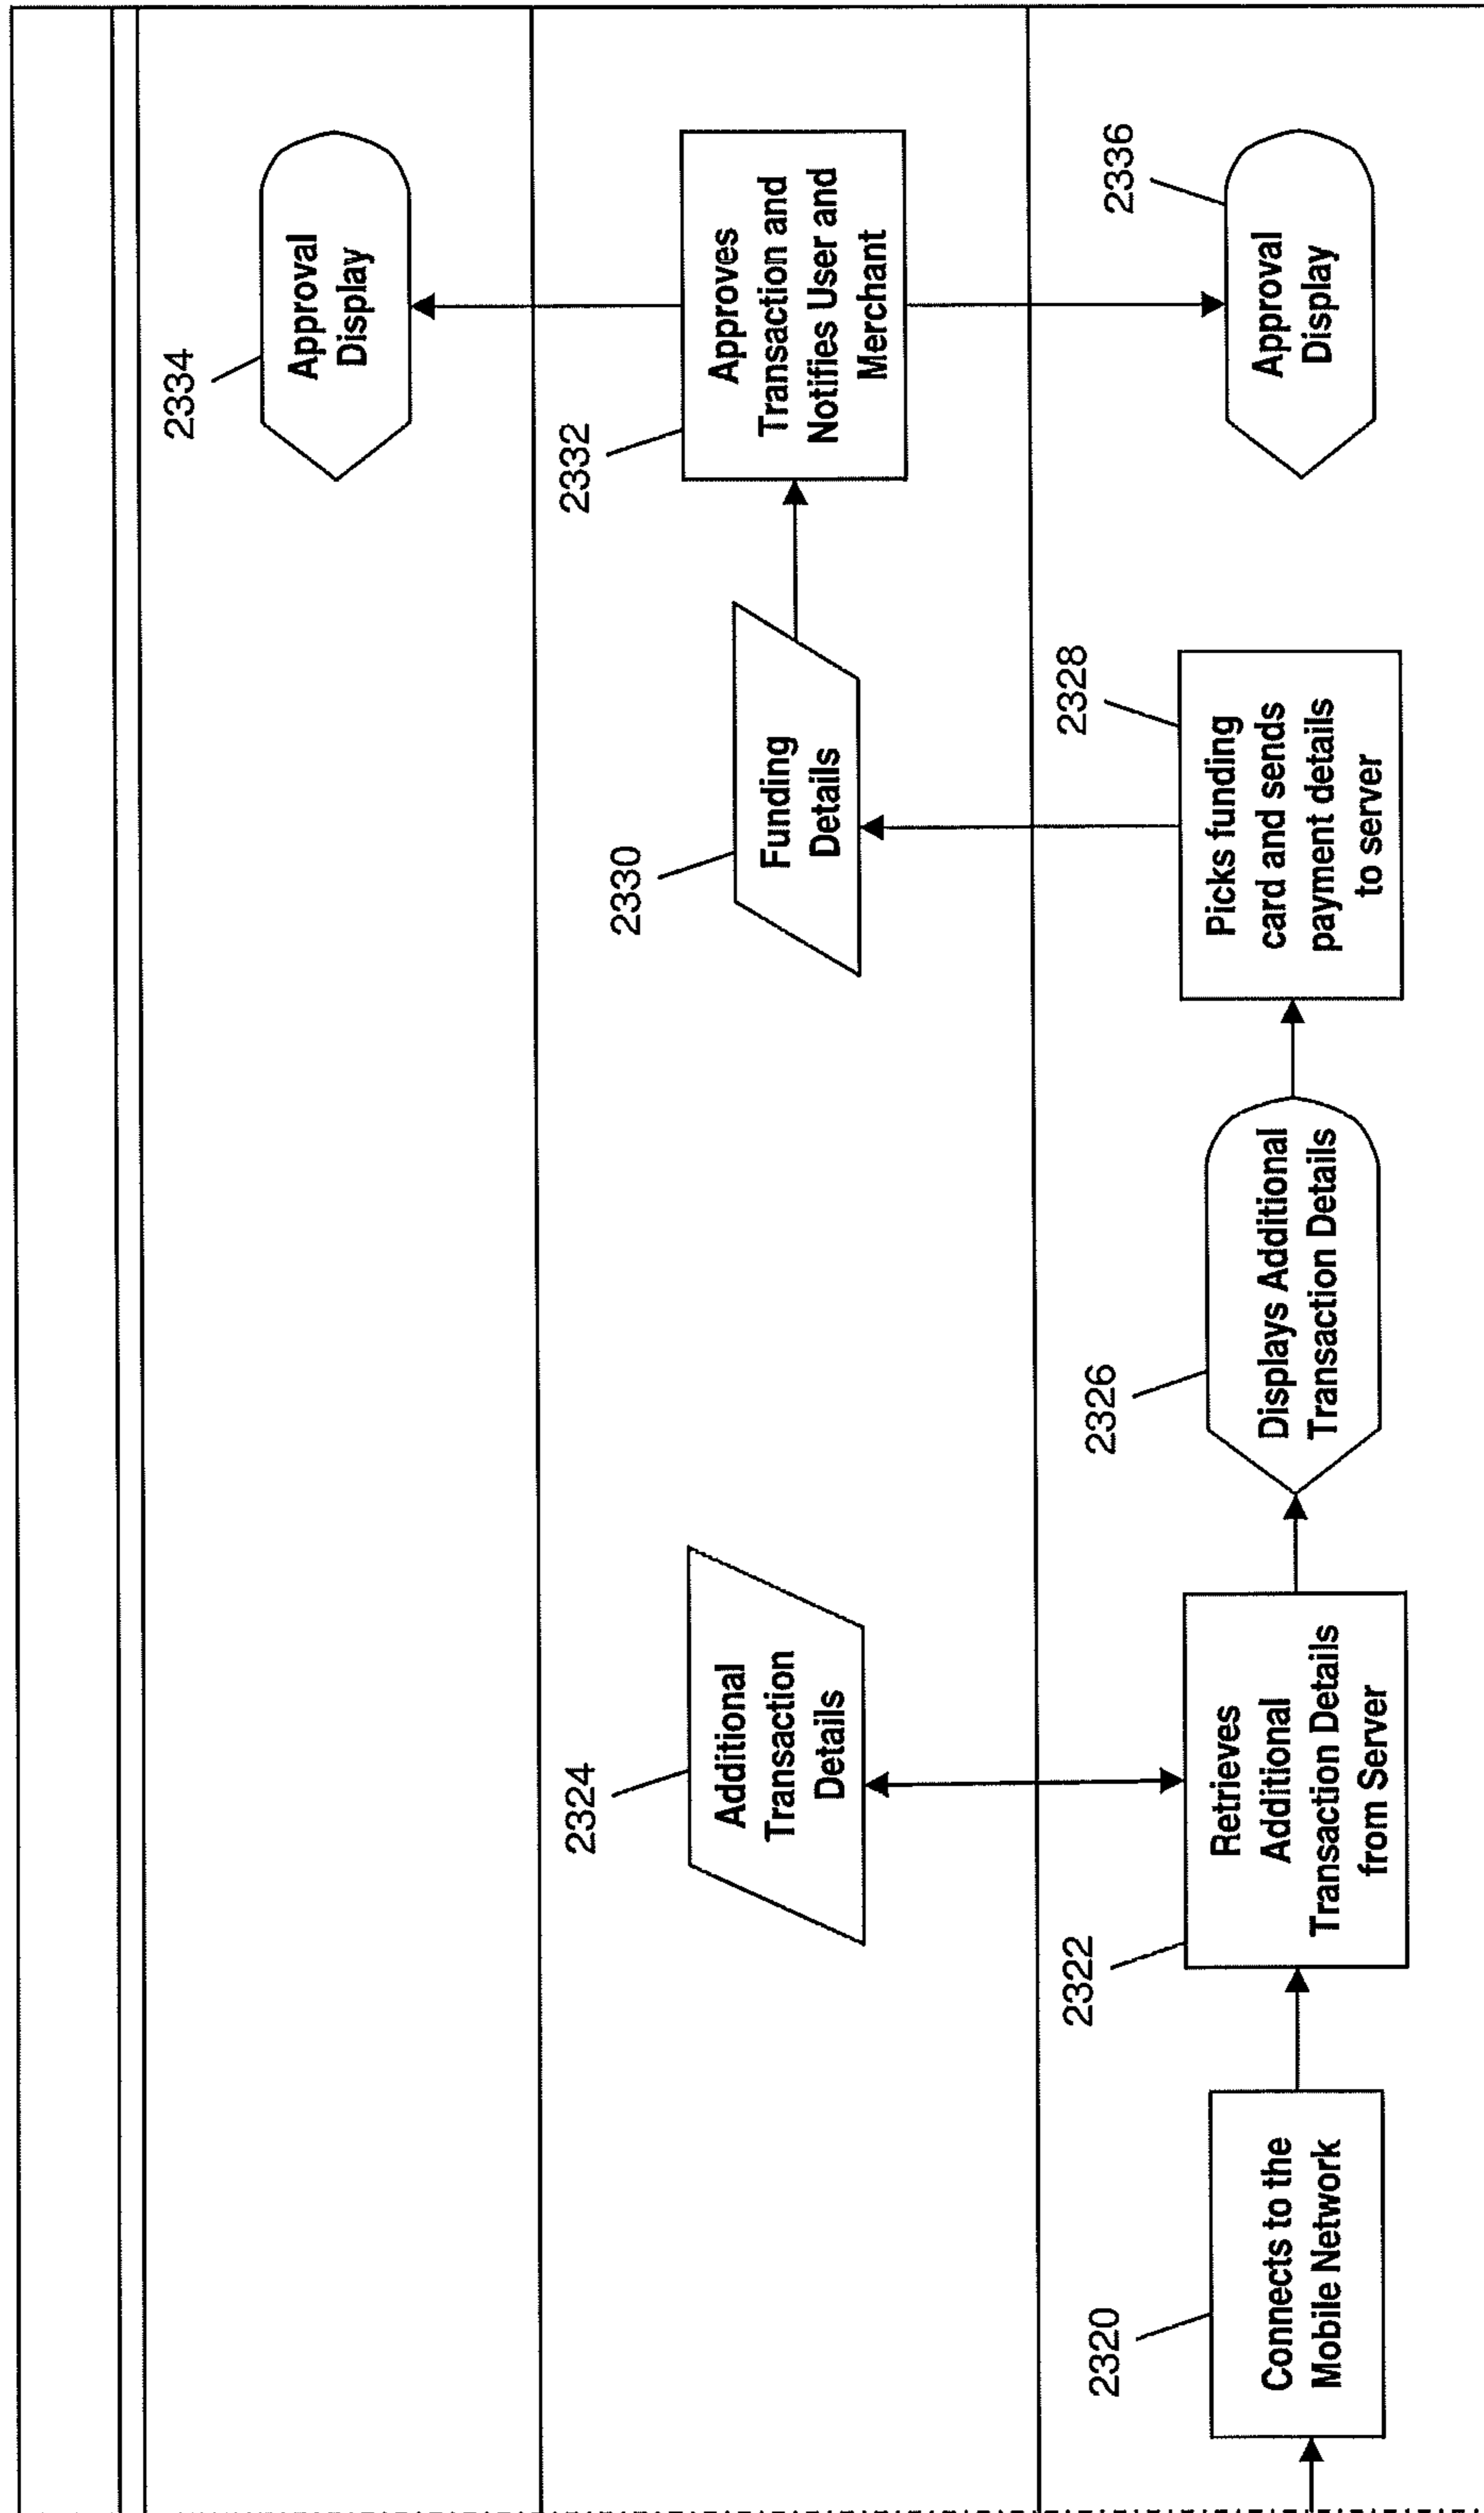 2334
Approval
Display
2324
Additional
Transaction
Details
2330
Funding
Details
2332
Approves
Transaction and
Notifies User and
Merchant
2320
Connects to the
Mobile Network
2322
Retrieves
Additional
Transaction Details
from Server
2326
Displays Additional
Transaction Details
2328
Picks funding
card and sends
payment details
to server
2336
Approval
Display